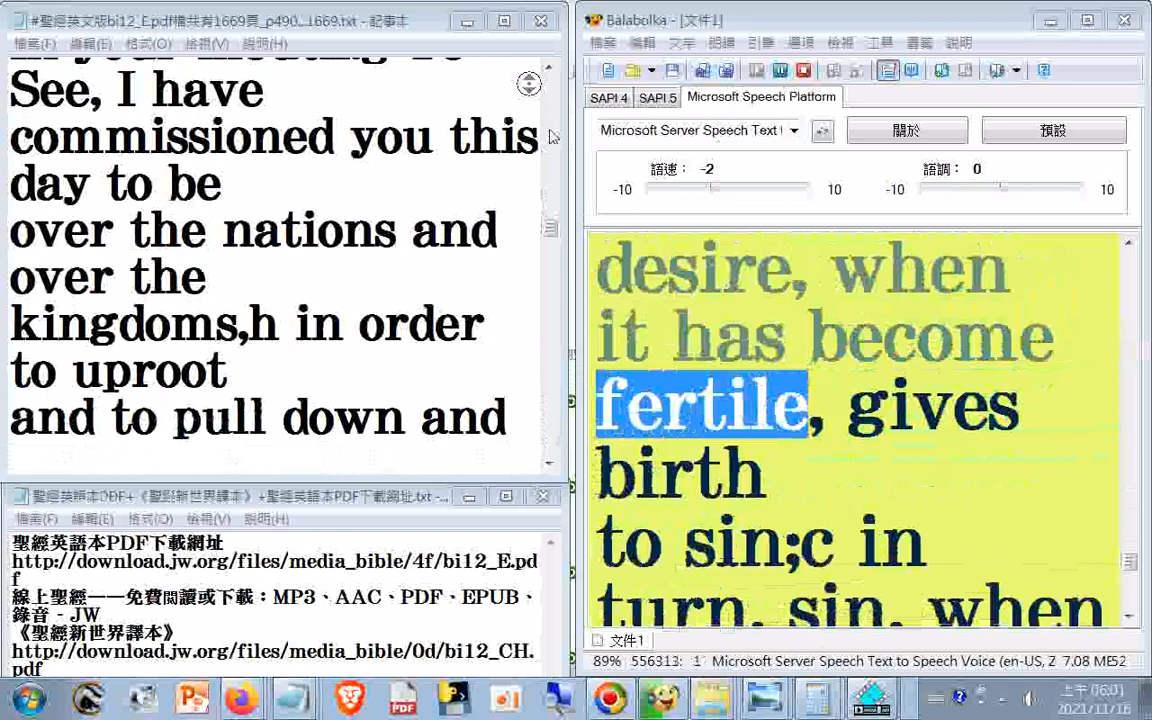 #聖經英文版bi12_E.pdf檔共有1669頁_p490...1669.txt - 記事本
檔案(F) 編輯(E) 格式(O) 檢視(V) 說明(H)
See, I have
commissioned you this
day to be
over the nations and
over the
kingdoms,h in order
to uproot
and to pull down and
聖經英語本PDF+《聖經新世界譯本》+聖經英語本PDF下載網址.txt - ...
檔案(F) 編輯(E) 格式(O) 檢視(V) 說明(H)
聖經英語本PDF下載網址
http://download.jw.org/files/media_bible/4f/bi12_E.pd
f
線上聖經——免費閱讀或下載：MP3、AAC、PDF、EPUB、
錄音 - JW
《聖經新世界譯本》
http://download.jw.org/files/media_bible/0d/bi12_CH.
pdf
Balabolka - [文件1]
檔案 編輯 文字 朗讀 引擎 選項 檢視 工具 書籤 說明
SAPI 4 SAPI 5 Microsoft Speech Platform
Microsoft Server Speech Text 關於 預設
語速： -2 語調： 0
-10 10 -10 10
desire, when
it has become
fertile, gives
birth
to sin;c in
turn, sin, when
文件1
89% 556313: 1 Microsoft Server Speech Text to Speech Voice (en-US, Z 7.08 ME52
上午 06:01
2021/11/16